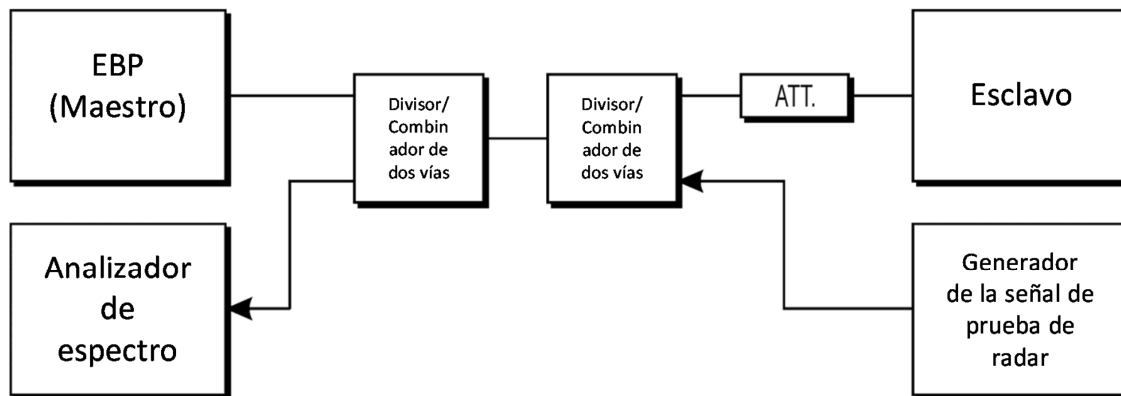 EBP
(Maestro)
Divisor/
Combin
ador de
dos vías
Divisor/
Combin
ador de
dos vías
ATT.
Esclavo
Analizador
de
espectro
Generador
de la señal de
prueba de
radar